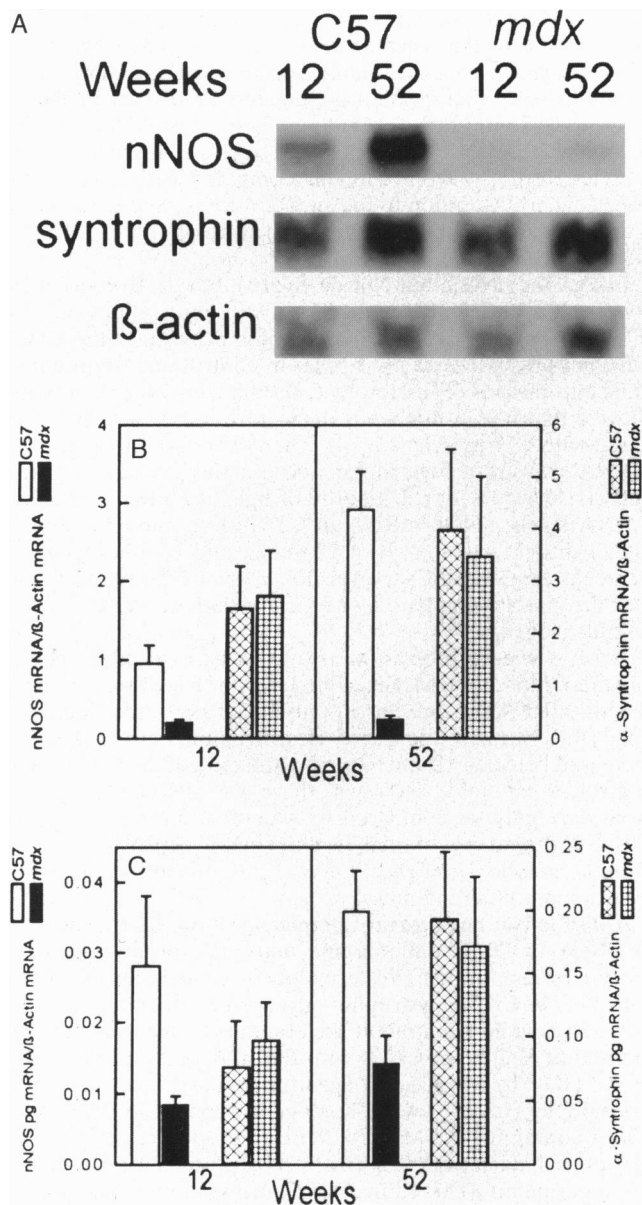 A
C57 mdx
Weeks 12 52 12 52
nNOS
syntrophin
ß-actin
B
C57
mdx
nNOS mRNA/ß-Actin mRNA
4
3
2
1
0
6
5
4
3
2
1
0
C57
mdx
α-Syntrophin mRNA/ß-Actin mRNA
12 Weeks 52
C
C57
mdx
nNOS pg mRNA/ß-Actin mRNA
0.04
0.03
0.02
0.01
0.00
0.25
0.20
0.15
0.10
0.05
0.00
C57
mdx
α-Syntrophin pg mRNA/ß-Actin mRNA
12 Weeks 52